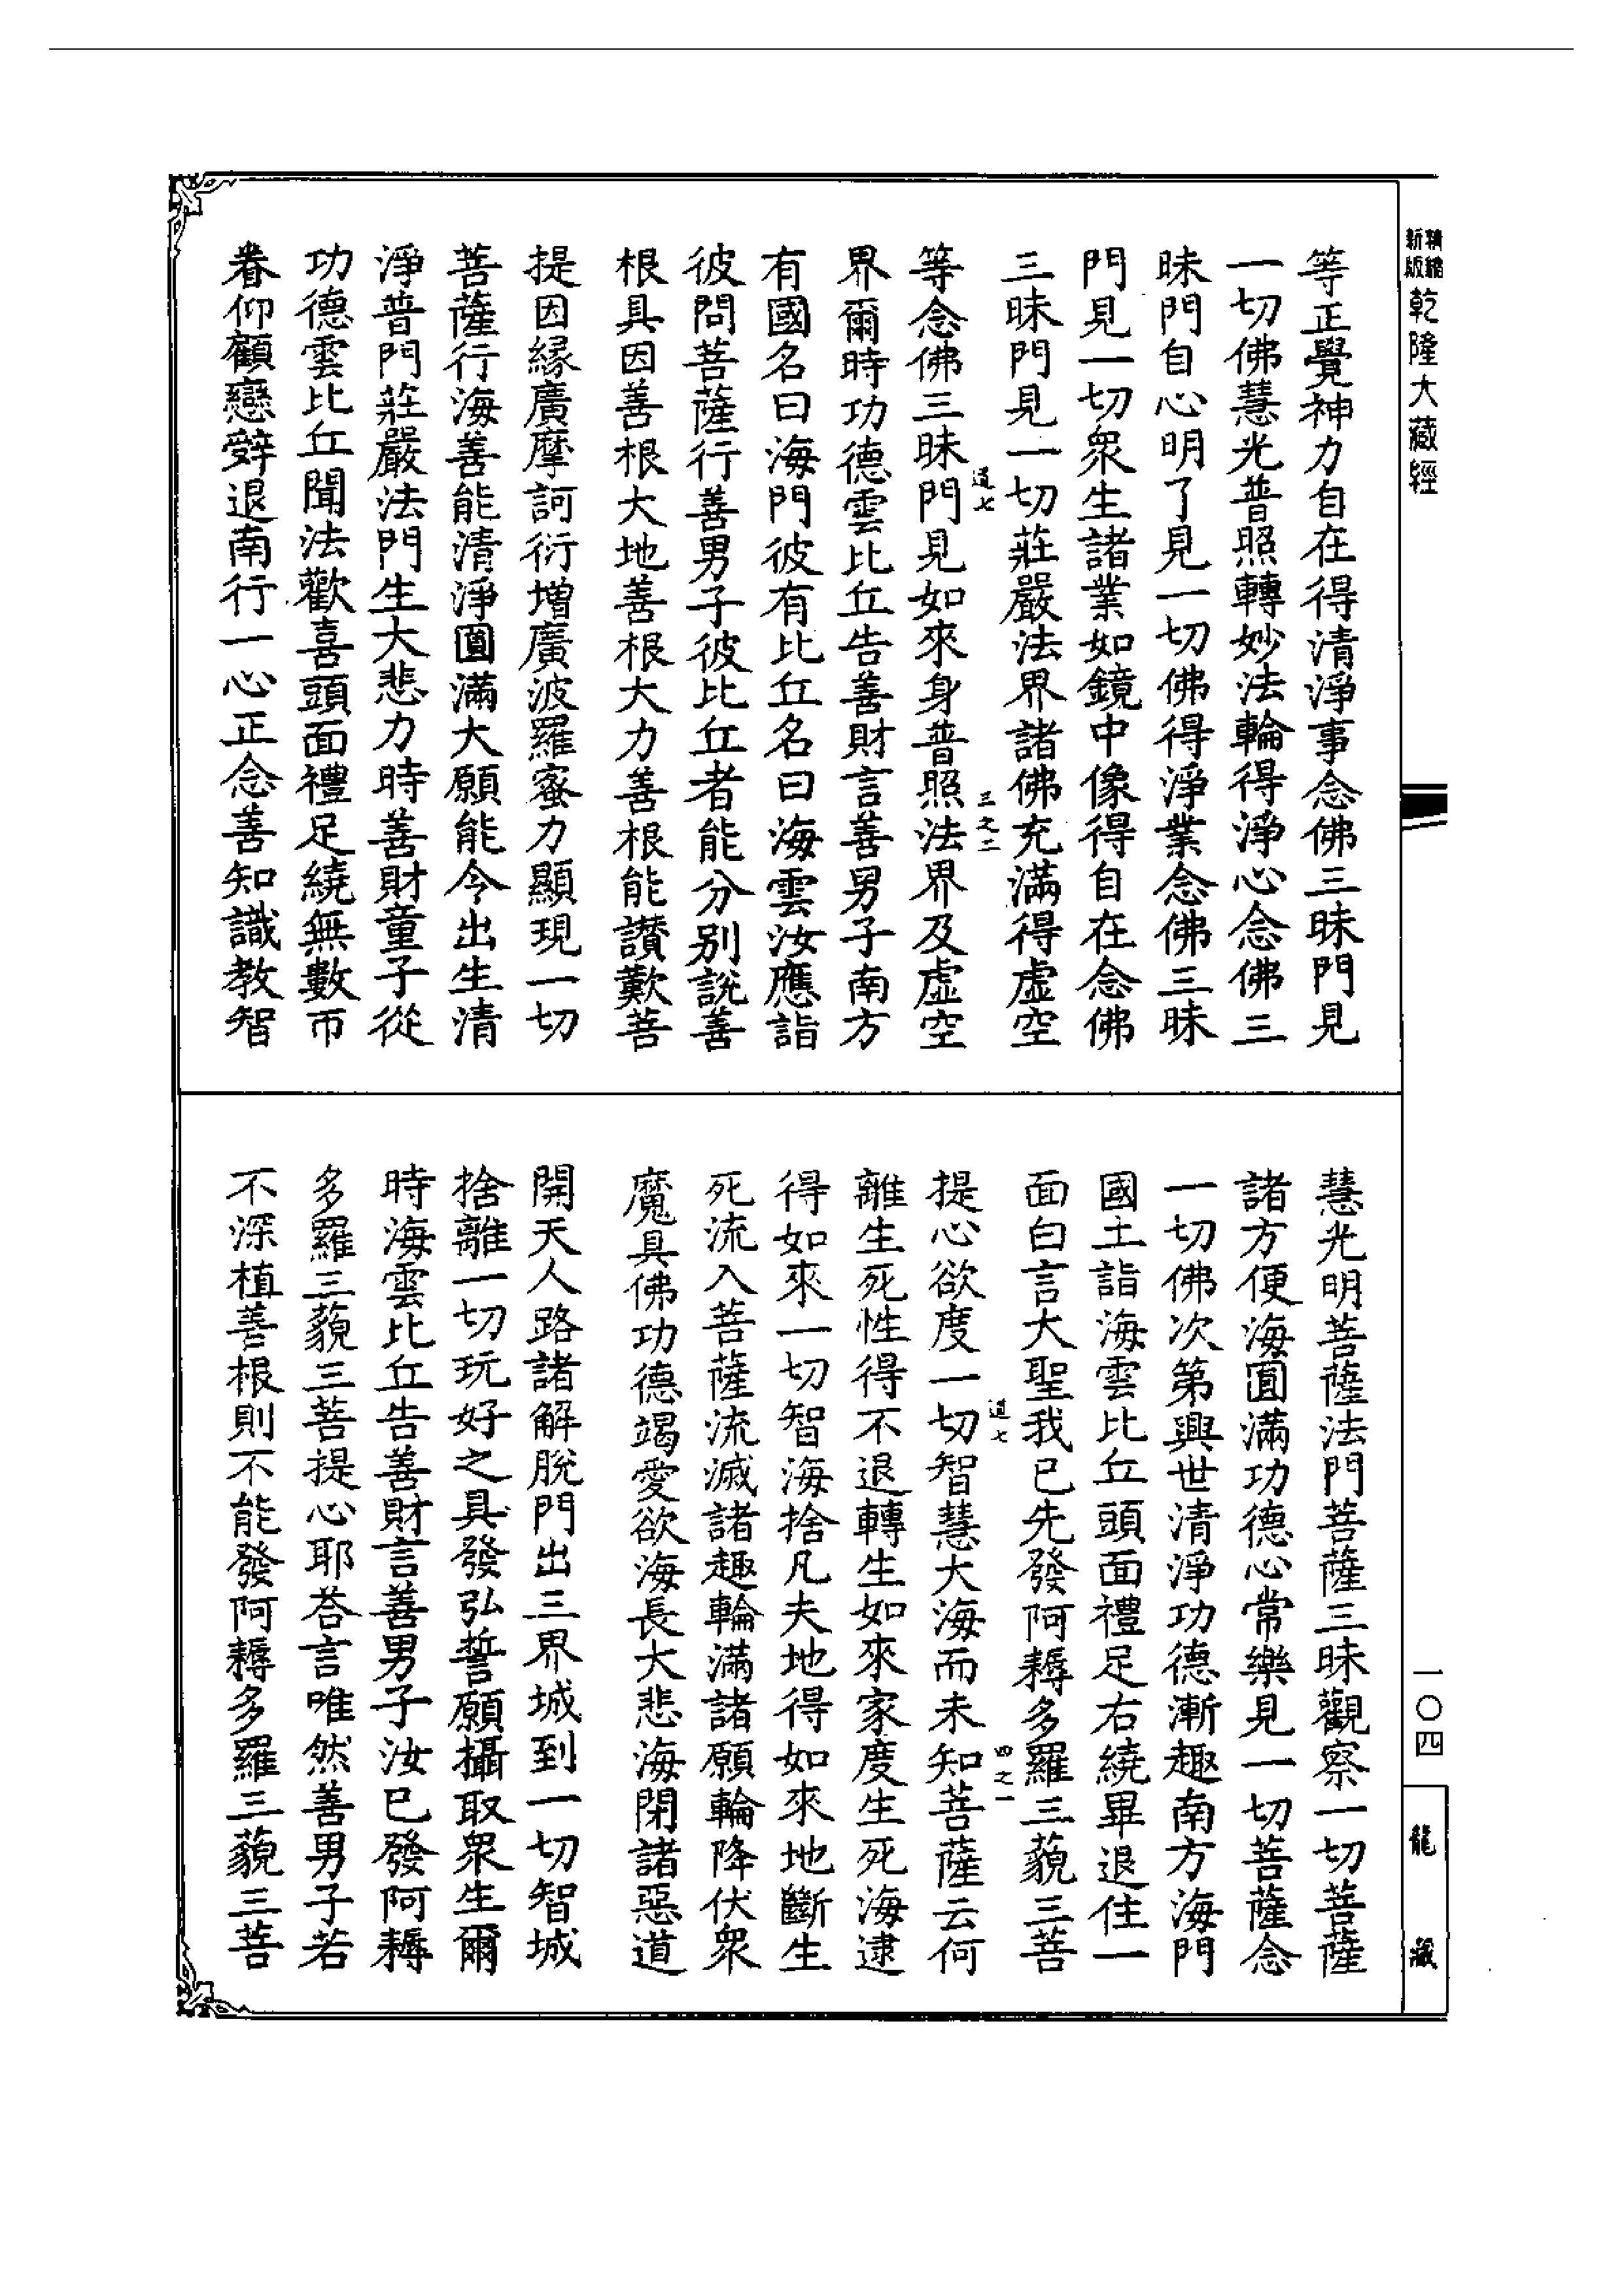 新版精縮乾隆大藏經
等正覺神力自在得清淨事念佛三昧門見
一切佛慧光普照轉妙法輪得淨心念佛三
昧門自心明了見一切佛得淨業念佛三昧
門見一切衆生諸業如鏡中像得自在念佛
三昧門見一切莊嚴法界諸佛充滿得虛空
道七 三之二
等念佛三昧門見如來身普照法界及虛空
界爾時功德雲比丘告善財言善男子南方
有國名曰海門彼有比丘名曰海雲汝應詣
彼問菩薩行善男子彼比丘者能分別說善
根具因善根大地善根大力善根能讚歎菩
提因緣廣摩訶衍增廣波羅蜜力顯現一切
菩薩行海善能清淨圓滿大願能令出生清
淨普門莊嚴法門生大悲力時善財童子從
功德雲比丘聞法歡喜頭面禮足繞無數帀
眷仰顧戀辤退南行一心正念善知識教智
慧光明菩薩法門菩薩三昧觀察一切菩薩
諸方便海圓滿功德心常樂見一切菩薩念
一切佛次第興世清淨功德漸趣南方海門
國土詣海雲比丘頭面禮足右繞畢退住一
面白言大聖我已先發阿耨多羅三藐三菩
道七 四之一
提心欲度一切智慧大海而未知菩薩云何
離生死性得不退轉生如來家度生死海逮
得如來一切智海捨凡夫地得如來地斷生
死流入菩薩流滅諸趣輪滿諸願輪降伏衆
魔具佛功德竭愛欲海長大悲海閉諸惡道
開天人路諸解脫門出三界城到一切智城
捨離一切玩好之具發弘誓願攝取衆生爾
時海雲比丘告善財言善男子汝已發阿耨
多羅三藐三菩提心耶荅言唯然善男子若
不深植善根則不能發阿耨多羅三藐三菩
一〇四
龍藏